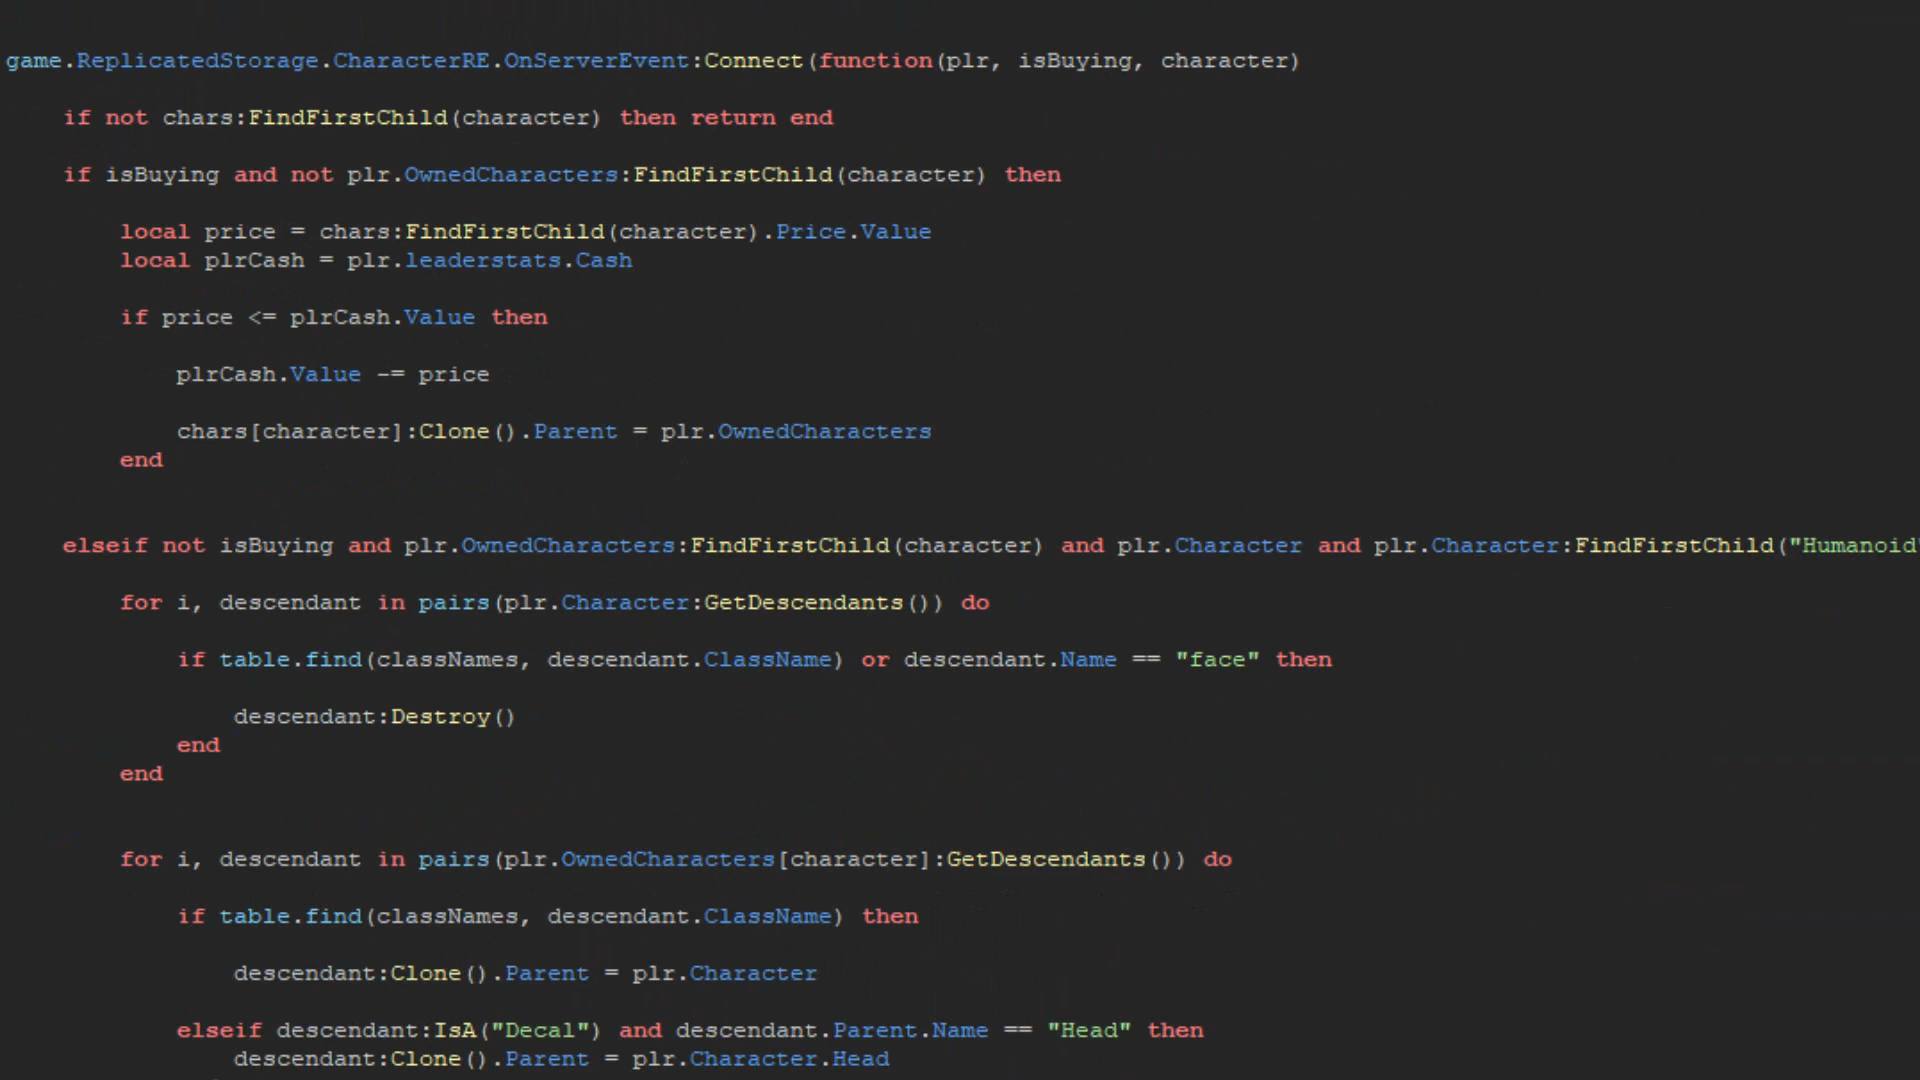 game.ReplicatedStorage.CharacterRE.OnServerEvent:Connect(function(plr, isBuying, character)
if not chars:FindFirstChild(character) then return end
if isBuying and not plr.OwnedCharacters:FindFirstChild(character) then
local price = chars:FindFirstChild(character).Price.Value
local plrCash = plr.leaderstats.Cash
if price <= plrCash.Value then
plrCash.Value -= price
chars[character]:Clone().Parent = plr.OwnedCharacters
end
elseif not isBuying and plr.OwnedCharacters:FindFirstChild(character) and plr.Character and plr.Character:FindFirstChild("Humanoid"
for i, descendant in pairs(plr.Character:GetDescendants()) do
if table.find(classNames, descendant.ClassName) or descendant.Name == "face" then
descendant:Destroy()
end
end
for i, descendant in pairs(plr.OwnedCharacters[character]:GetDescendants()) do
if table.find(classNames, descendant.ClassName) then
descendant:Clone().Parent = plr.Character
elseif descendant:IsA("Decal") and descendant.Parent.Name == "Head" then
descendant:Clone().Parent = plr.Character.Head